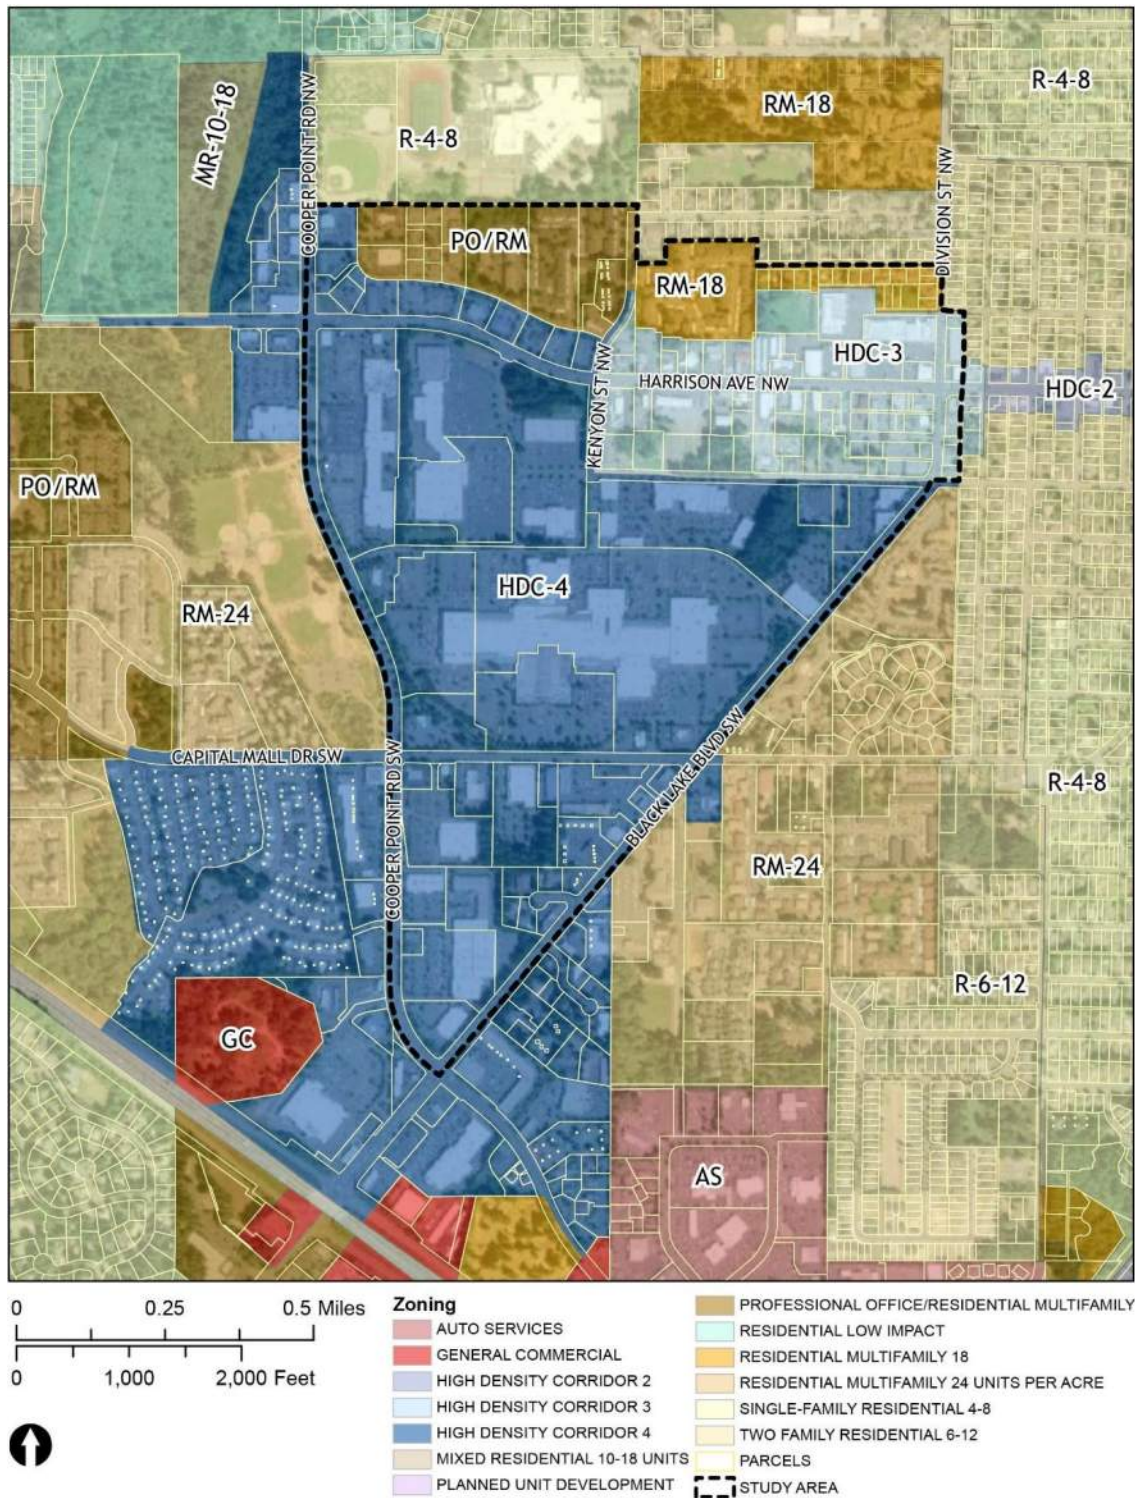 R-4-8
RM-18
MR-10-18
COOPER POINT RD NW
R-4-8
DIVISION ST NW
PO/RM
RM-18
HDC-3
KENYON ST NW
HARRISON AVE NW
HDC-2
PO/RM
HDC-4
RM-24
CAPITAL MALL DR SW
COOPER POINT RD SW
BLACK LAKE BLVD SW
R-4-8
RM-24
R-6-12
GC
AS
0 0.25 0.5 Miles
0 1,000 2,000 Feet
Zoning
AUTO SERVICES
GENERAL COMMERCIAL
HIGH DENSITY CORRIDOR 2
HIGH DENSITY CORRIDOR 3
HIGH DENSITY CORRIDOR 4
MIXED RESIDENTIAL 10-18 UNITS
PLANNED UNIT DEVELOPMENT
PROFESSIONAL OFFICE/RESIDENTIAL MULTIFAMILY
RESIDENTIAL LOW IMPACT
RESIDENTIAL MULTIFAMILY 18
RESIDENTIAL MULTIFAMILY 24 UNITS PER ACRE
SINGLE-FAMILY RESIDENTIAL 4-8
TWO FAMILY RESIDENTIAL 6-12
PARCELS
STUDY AREA